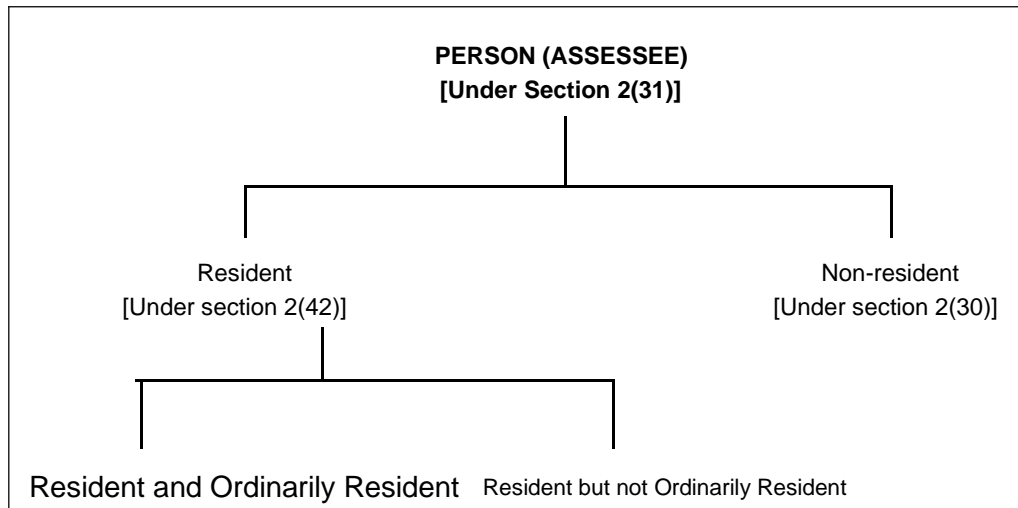 PERSON (ASSESSEE)
[Under Section 2(31)]
Resident
[Under section 2(42)]
Non-resident
[Under section 2(30)]
Resident and Ordinarily Resident
Resident but not Ordinarily Resident